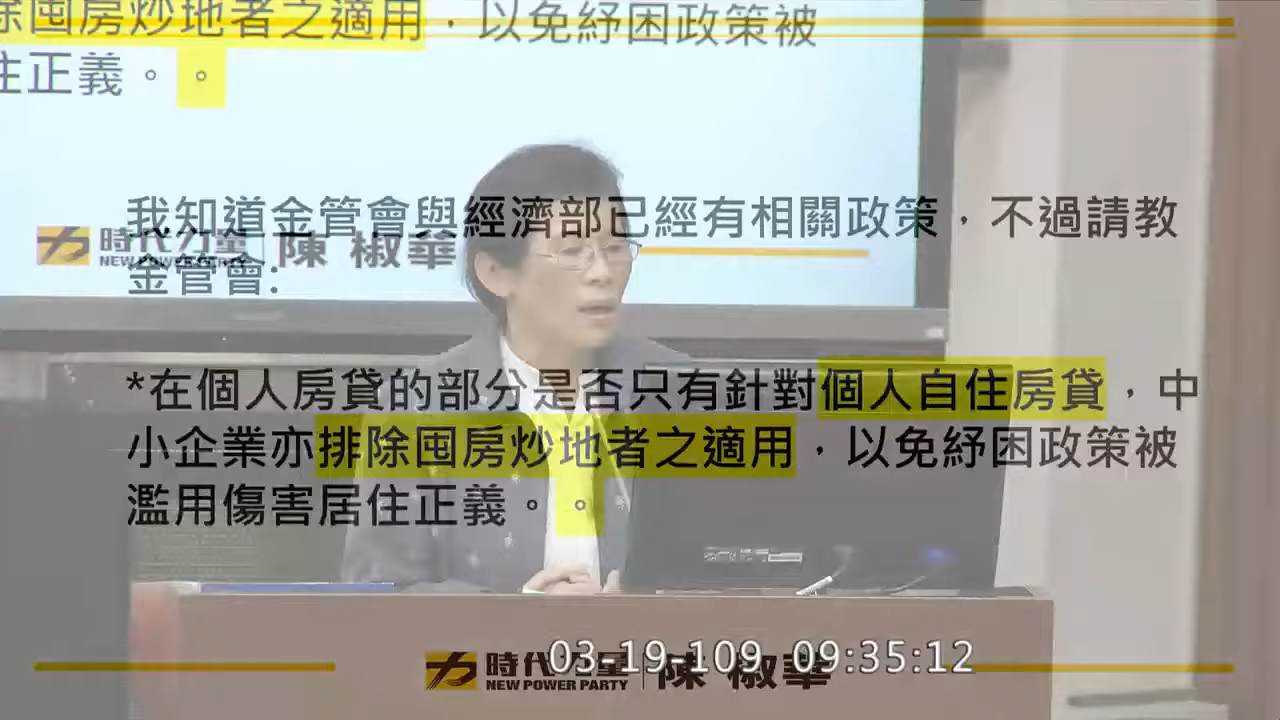 除囤房炒地者之適用，以免紓困政策被
住正義。。
我知道金管會與經濟部已經有相關政策，不過請教
金管會:
時代力量 陳椒華
NEW POWER PARTY
*在個人房貸的部分是否只有針對個人自住房貸，中
小企業亦排除囤房炒地者之適用，以免紓困政策被
濫用傷害居住正義。。
時代力量 陳椒華
NEW POWER PARTY
03-19 109 09:35:12